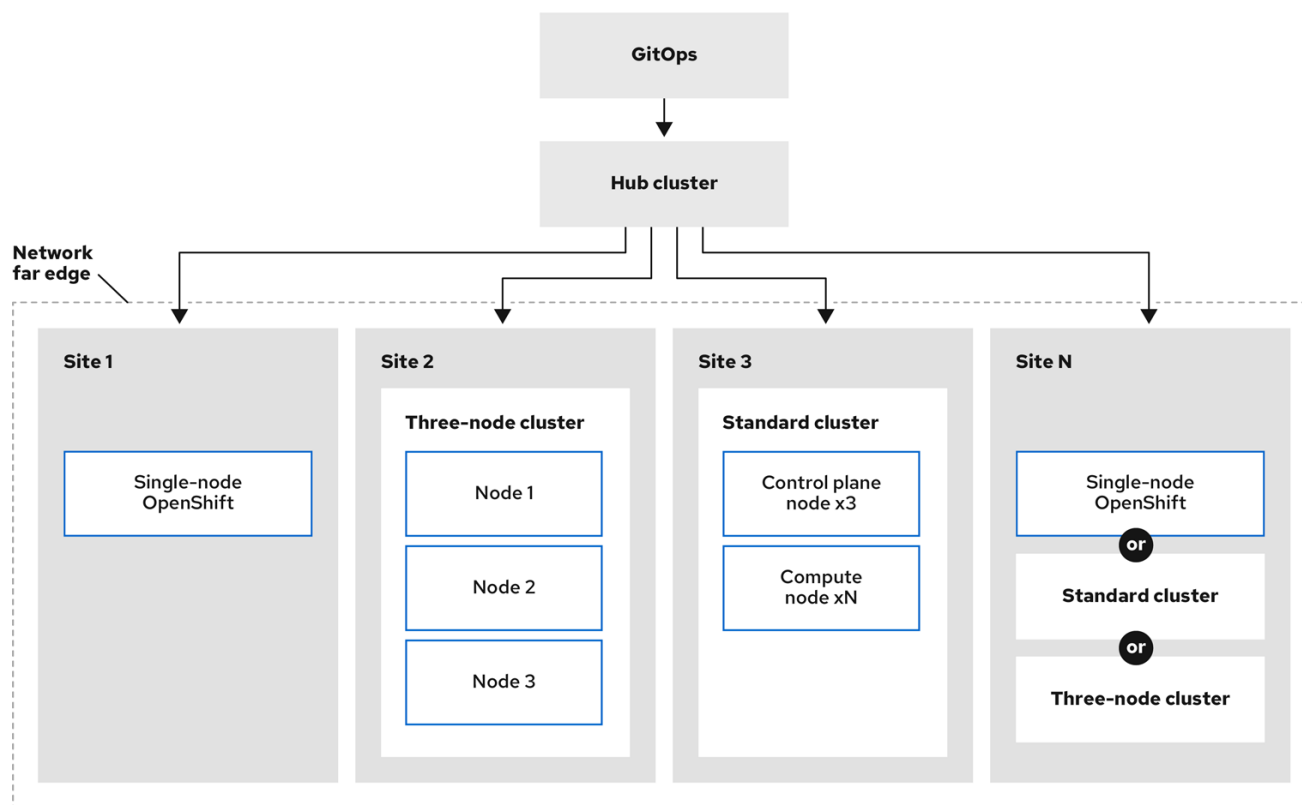 GitOps
Hub cluster
Network
far edge
Site 1
Single-node
OpenShift
Site 2
Three-node cluster
Node 1
Node 2
Node 3
Site 3
Standard cluster
Control plane
node x3
Compute
node xN
Site N
Single-node
OpenShift
or
Standard cluster
or
Three-node cluster